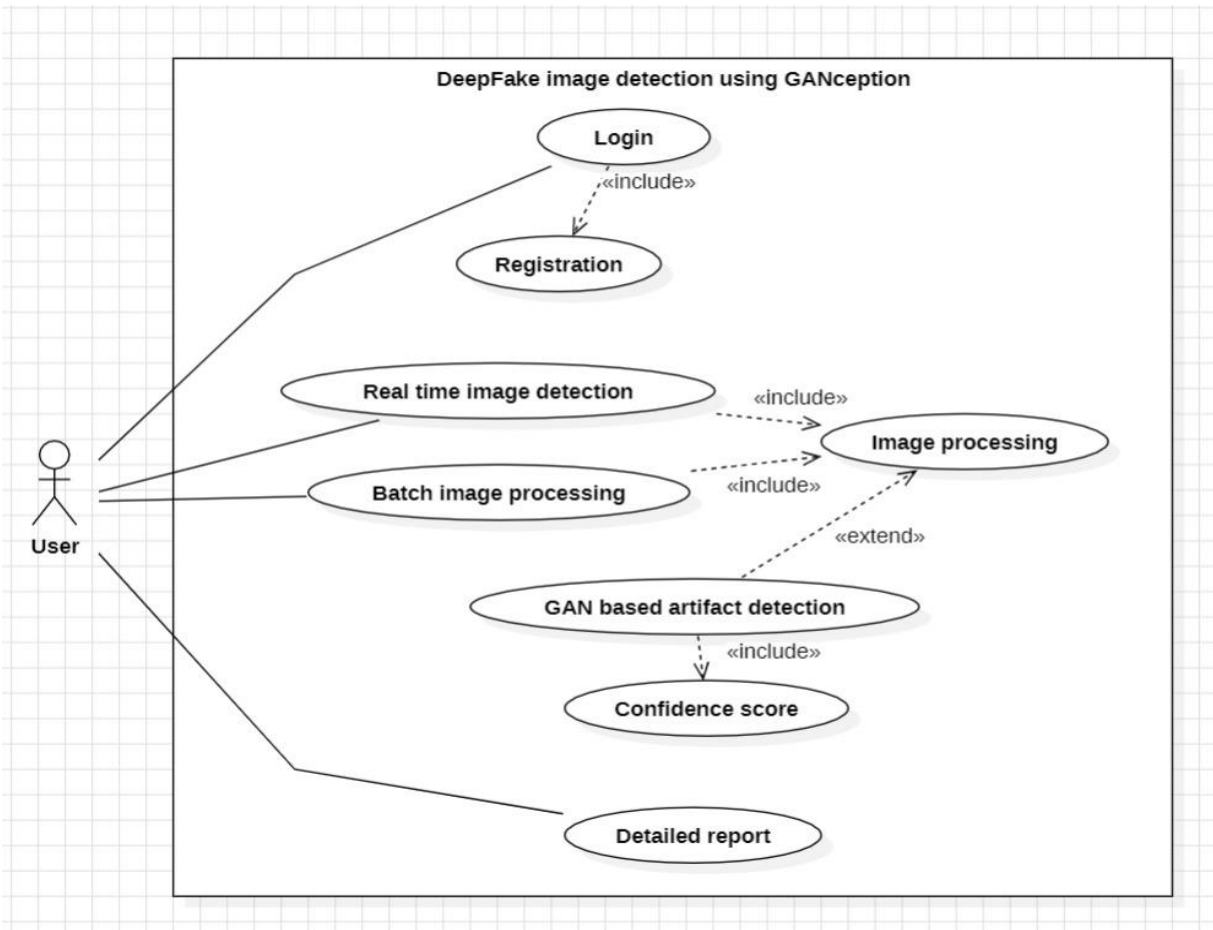 DeepFake image detection using GANception
Login
«include»
Registration
Real time image detection
«include»
Image processing
Batch image processing
«include»
«extend»
User
GAN based artifact detection
«include»
Confidence score
Detailed report